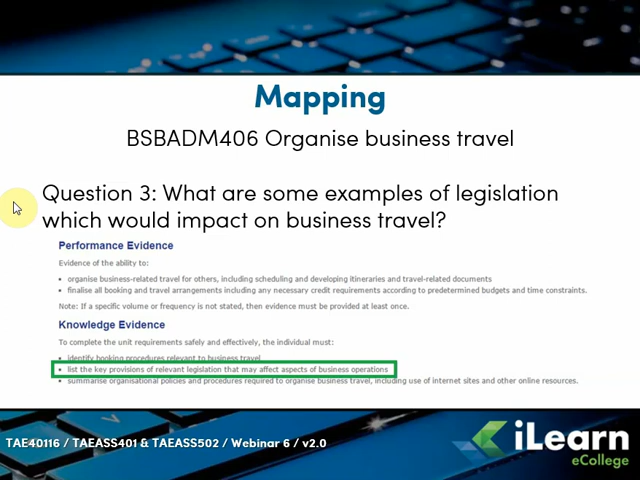 Mapping
BSBADM406 Organise business travel
Question 3: What are some examples of legislation
which would impact on business travel?
Performance Evidence
Evidence of the ability to:
• organise business-related travel for others, including scheduling and developing itineraries and travel-related documents
• finalise all booking and travel arrangements including any necessary credit requirements according to predetermined budgets and time constraints.
Note: If a specific volume or frequency is not stated, then evidence must be provided at least once.
Knowledge Evidence
To complete the unit requirements safely and effectively, the individual must:
• identify booking procedures relevant to business travel
• list the key provisions of relevant legislation that may affect aspects of business operations
• summarise organisational policies and procedures required to organise business travel, including use of internet sites and other online resources.
TAE40116 / TAEASS401 & TAEASS502 / Webinar 6 / v2.0
iLearn
eCollege